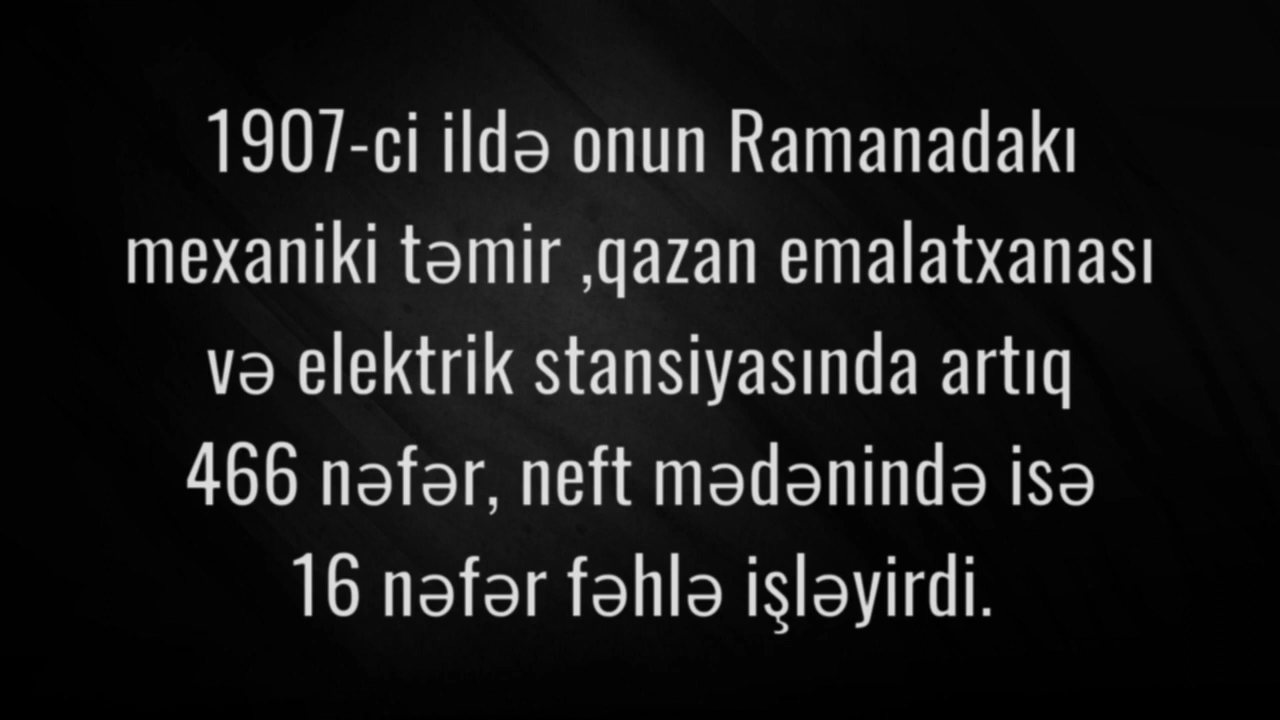 1907-ci ildə onun Ramanadakı
mexaniki təmir ,qazan emalatxanası
və elektrik stansiyasında artıq
466 nəfər, neft mədənində isə
16 nəfər fəhlə işləyirdi.